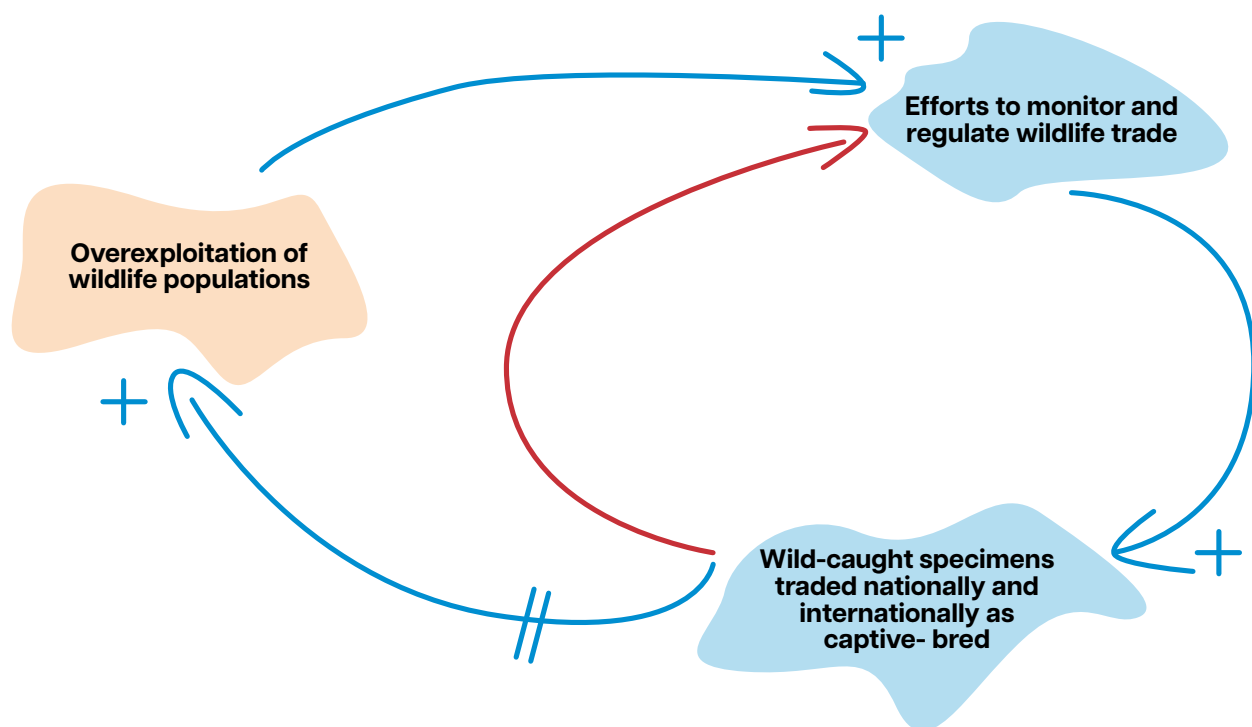 Efforts to monitor and
regulate wildlife trade
Overexploitation of
wildlife populations
Wild-caught specimens
traded nationally and
internationally as
captive- bred